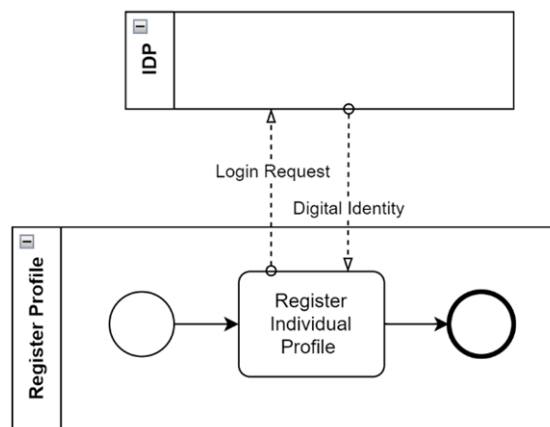 IDP
Login Request
Digital Identity
Register Profile
Register
Individual
Profile